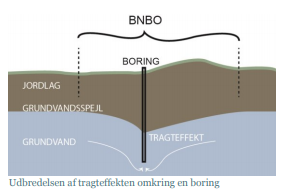 BNBO
BORING
JORDLAG
GRUNDVANDSSPEJL
GRUNDVAND
TRAGTEFFEKT
Udbredelsen af tragteffekten omkring en boring